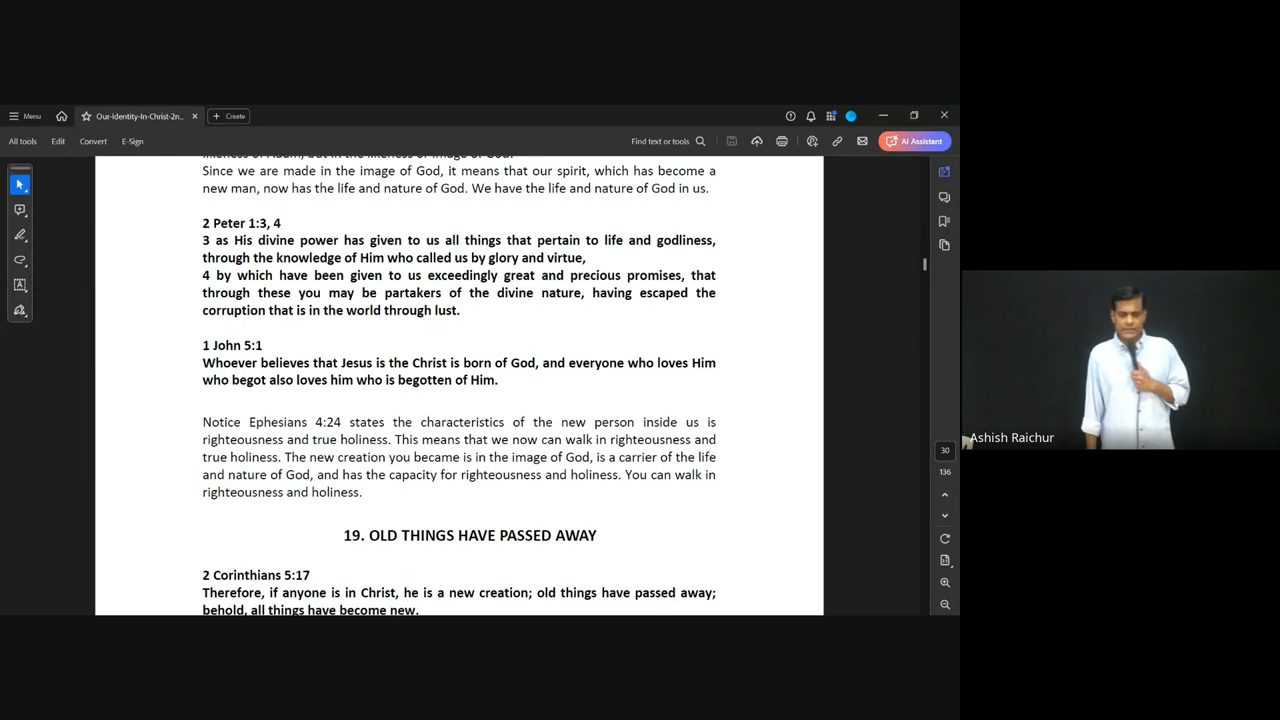 Menu
Our-Identity-In-Christ-2n...
Create
All tools
Edit
Convert
E-Sign
Find text or tools
AI Assistant
likeness of Adam, but in the likeness or image of God.
Since we are made in the image of God, it means that our spirit, which has become a
new man, now has the life and nature of God. We have the life and nature of God in us.
2 Peter 1:3, 4
3 as His divine power has given to us all things that pertain to life and godliness,
through the knowledge of Him who called us by glory and virtue,
4 by which have been given to us exceedingly great and precious promises, that
through these you may be partakers of the divine nature, having escaped the
corruption that is in the world through lust.
1 John 5:1
Whoever believes that Jesus is the Christ is born of God, and everyone who loves Him
who begot also loves him who is begotten of Him.
Notice Ephesians 4:24 states the characteristics of the new person inside us is
righteousness and true holiness. This means that we now can walk in righteousness and
true holiness. The new creation you became is in the image of God, is a carrier of the life
and nature of God, and has the capacity for righteousness and holiness. You can walk in
righteousness and holiness.
19. OLD THINGS HAVE PASSED AWAY
2 Corinthians 5:17
Therefore, if anyone is in Christ, he is a new creation; old things have passed away;
behold, all things have become new.
30
136
Ashish Raichur